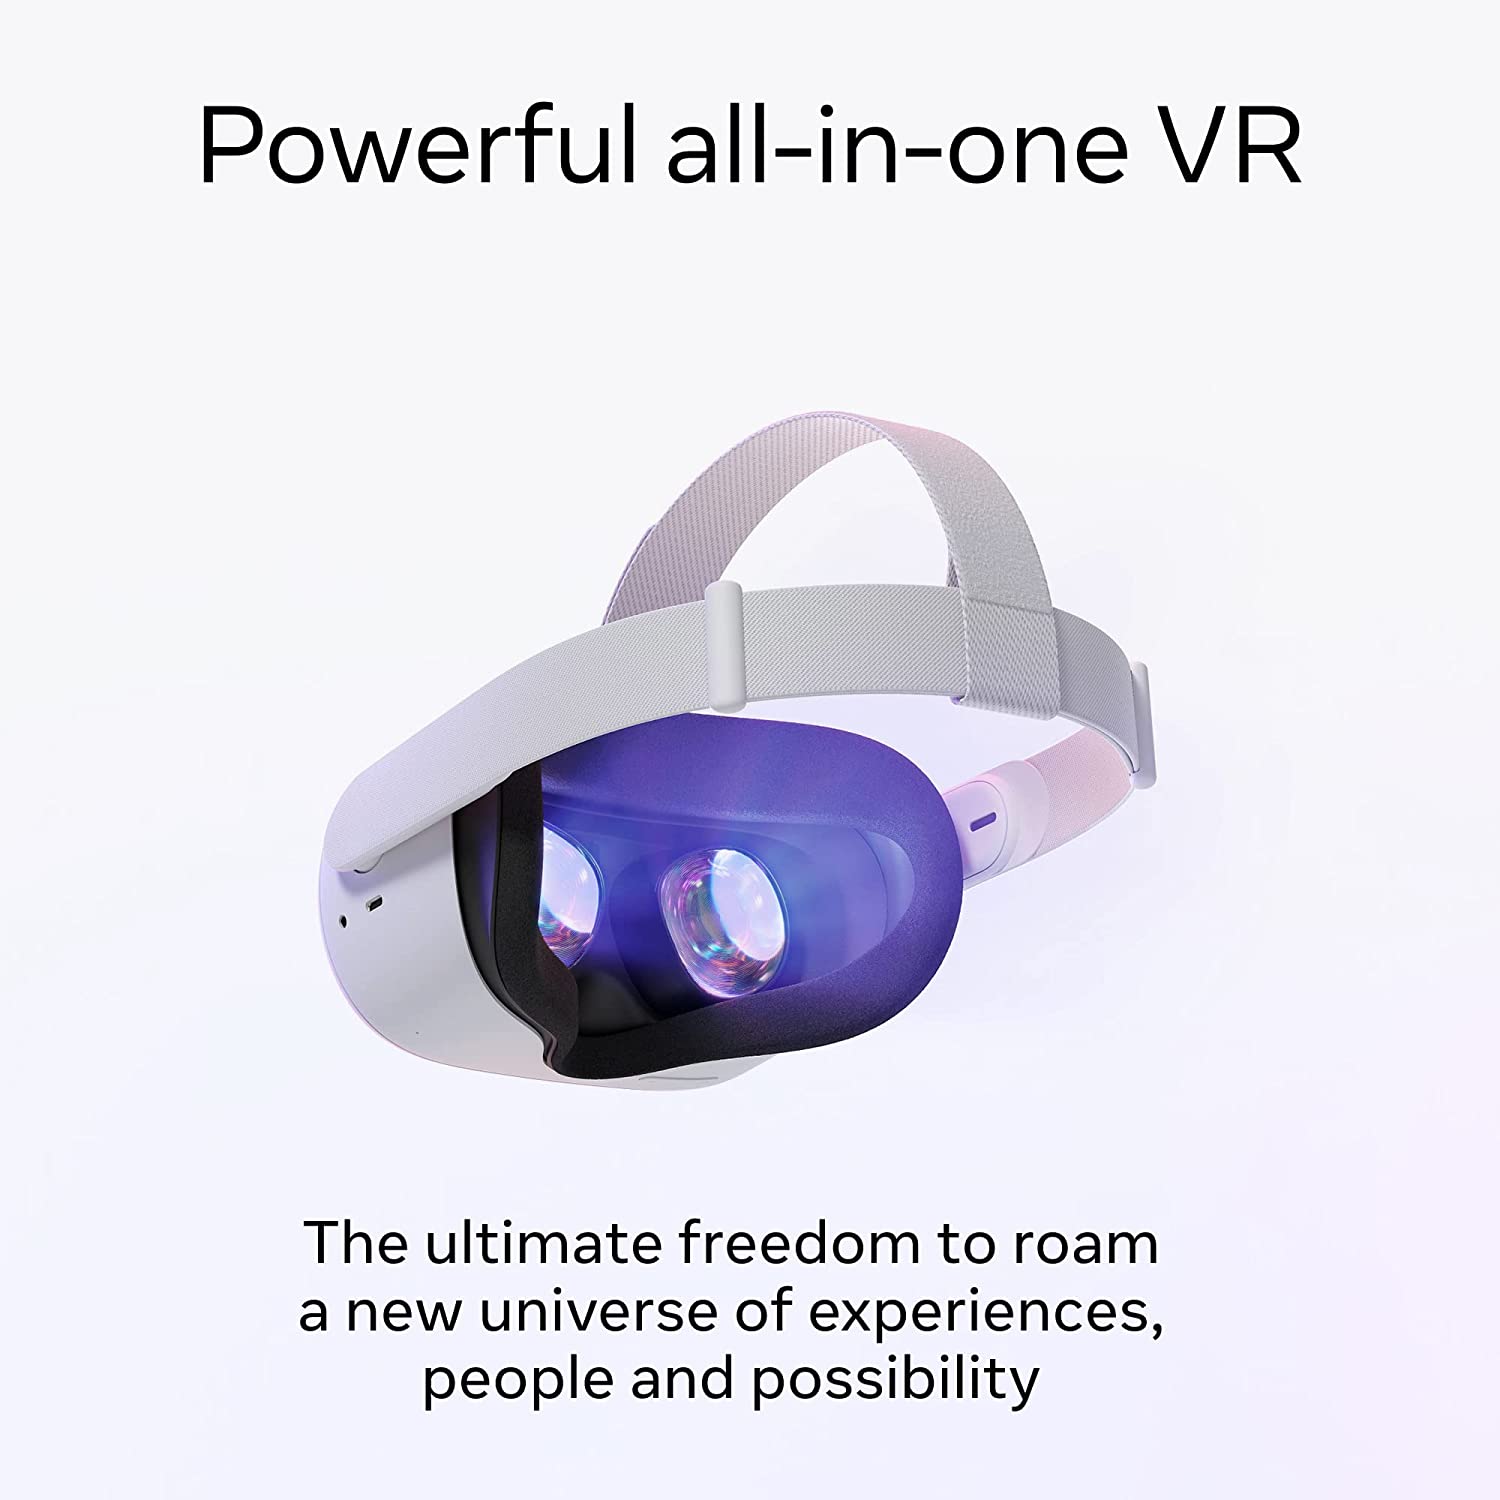 Powerful all-in-one VR
The ultimate freedom to roam
a new universe of experiences,
people and possibility